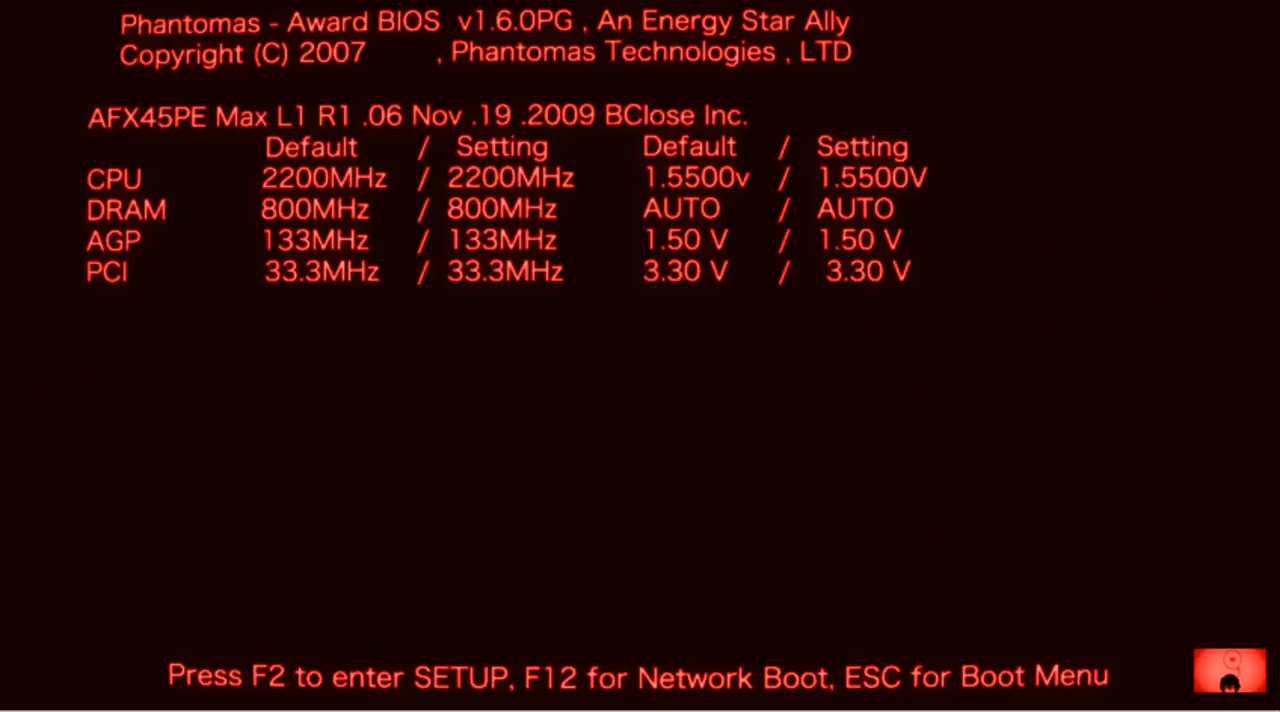 Phantomas - Award BIOS v1.6.0PG , An Energy Star Ally
Copyright (C) 2007 , Phantomas Technologies , LTD
AFX45PE Max L1 R1 .06 Nov .19 .2009 BClose Inc.
Default / Setting Default / Setting
CPU 2200MHz / 2200MHz 1.5500v / 1.5500V
DRAM 800MHz / 800MHz AUTO / AUTO
AGP 133MHz / 133MHz 1.50 V / 1.50 V
PCI 33.3MHz / 33.3MHz 3.30 V / 3.30 V
Press F2 to enter SETUP, F12 for Network Boot, ESC for Boot Menu